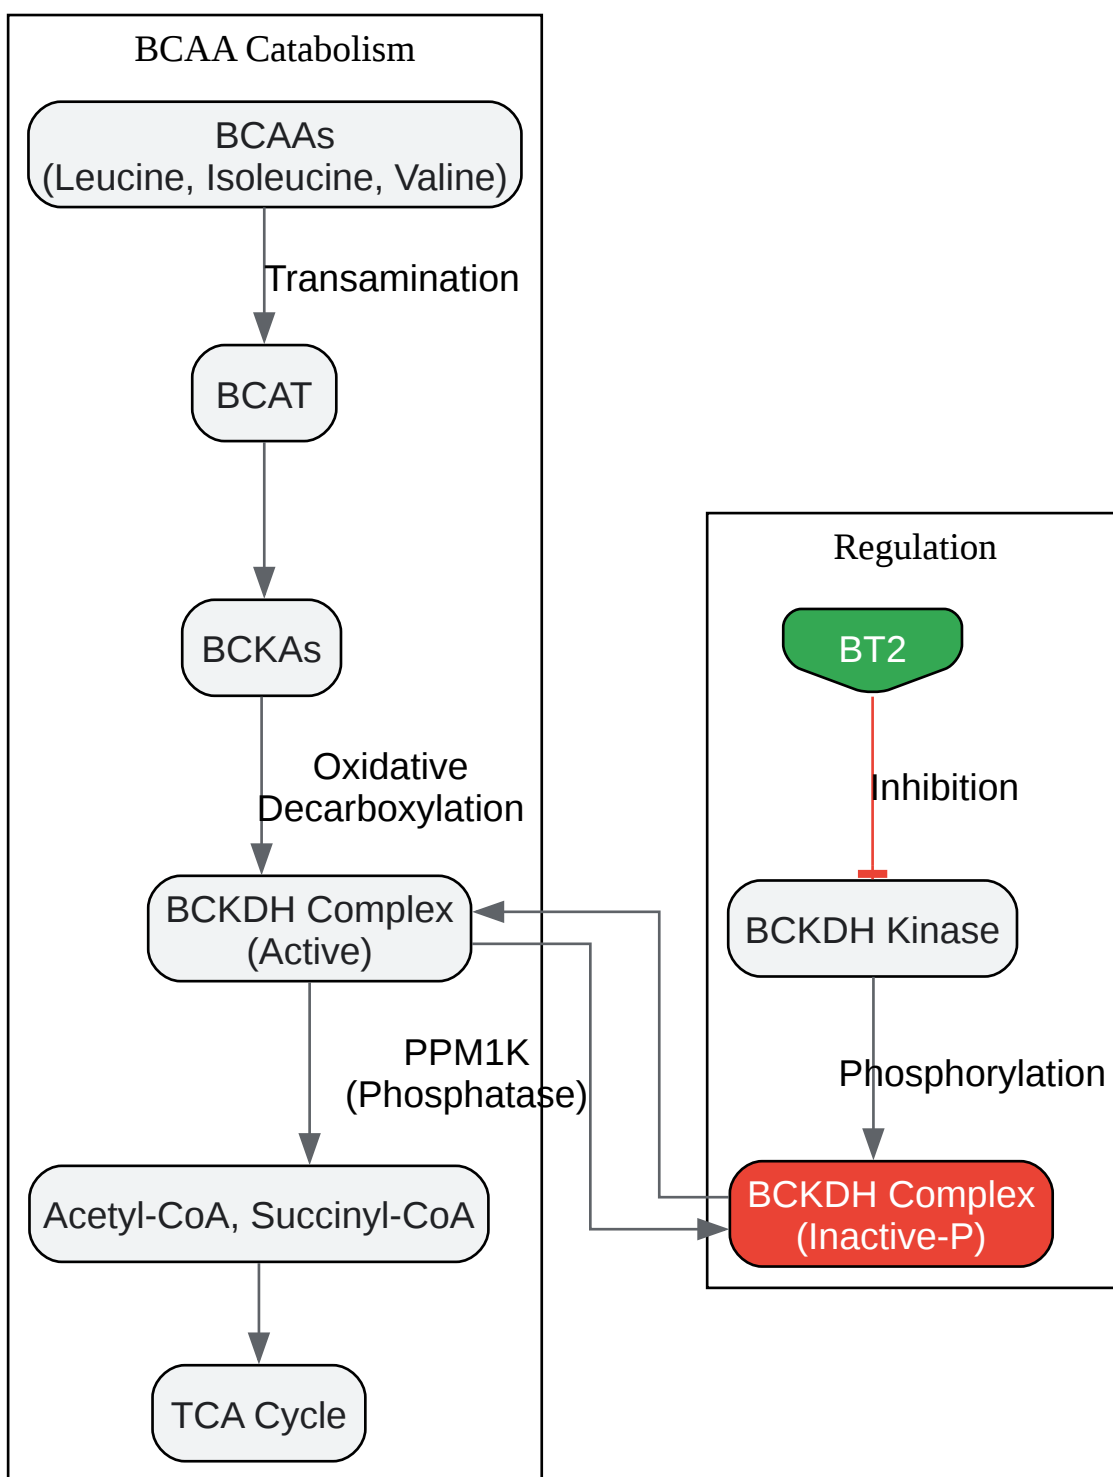 BCAA Catabolism
BCAAs
(Leucine, Isoleucine, Valine)
Transamination
BCAT
BCKAs
Oxidative
Decarboxylation
BCKDH Complex
(Active)
PPM1K
(Phosphatase)
Acetyl-CoA, Succinyl-CoA
TCA Cycle
Regulation
BT2
Inhibition
BCKDH Kinase
Phosphorylation
BCKDH Complex
(Inactive-P)